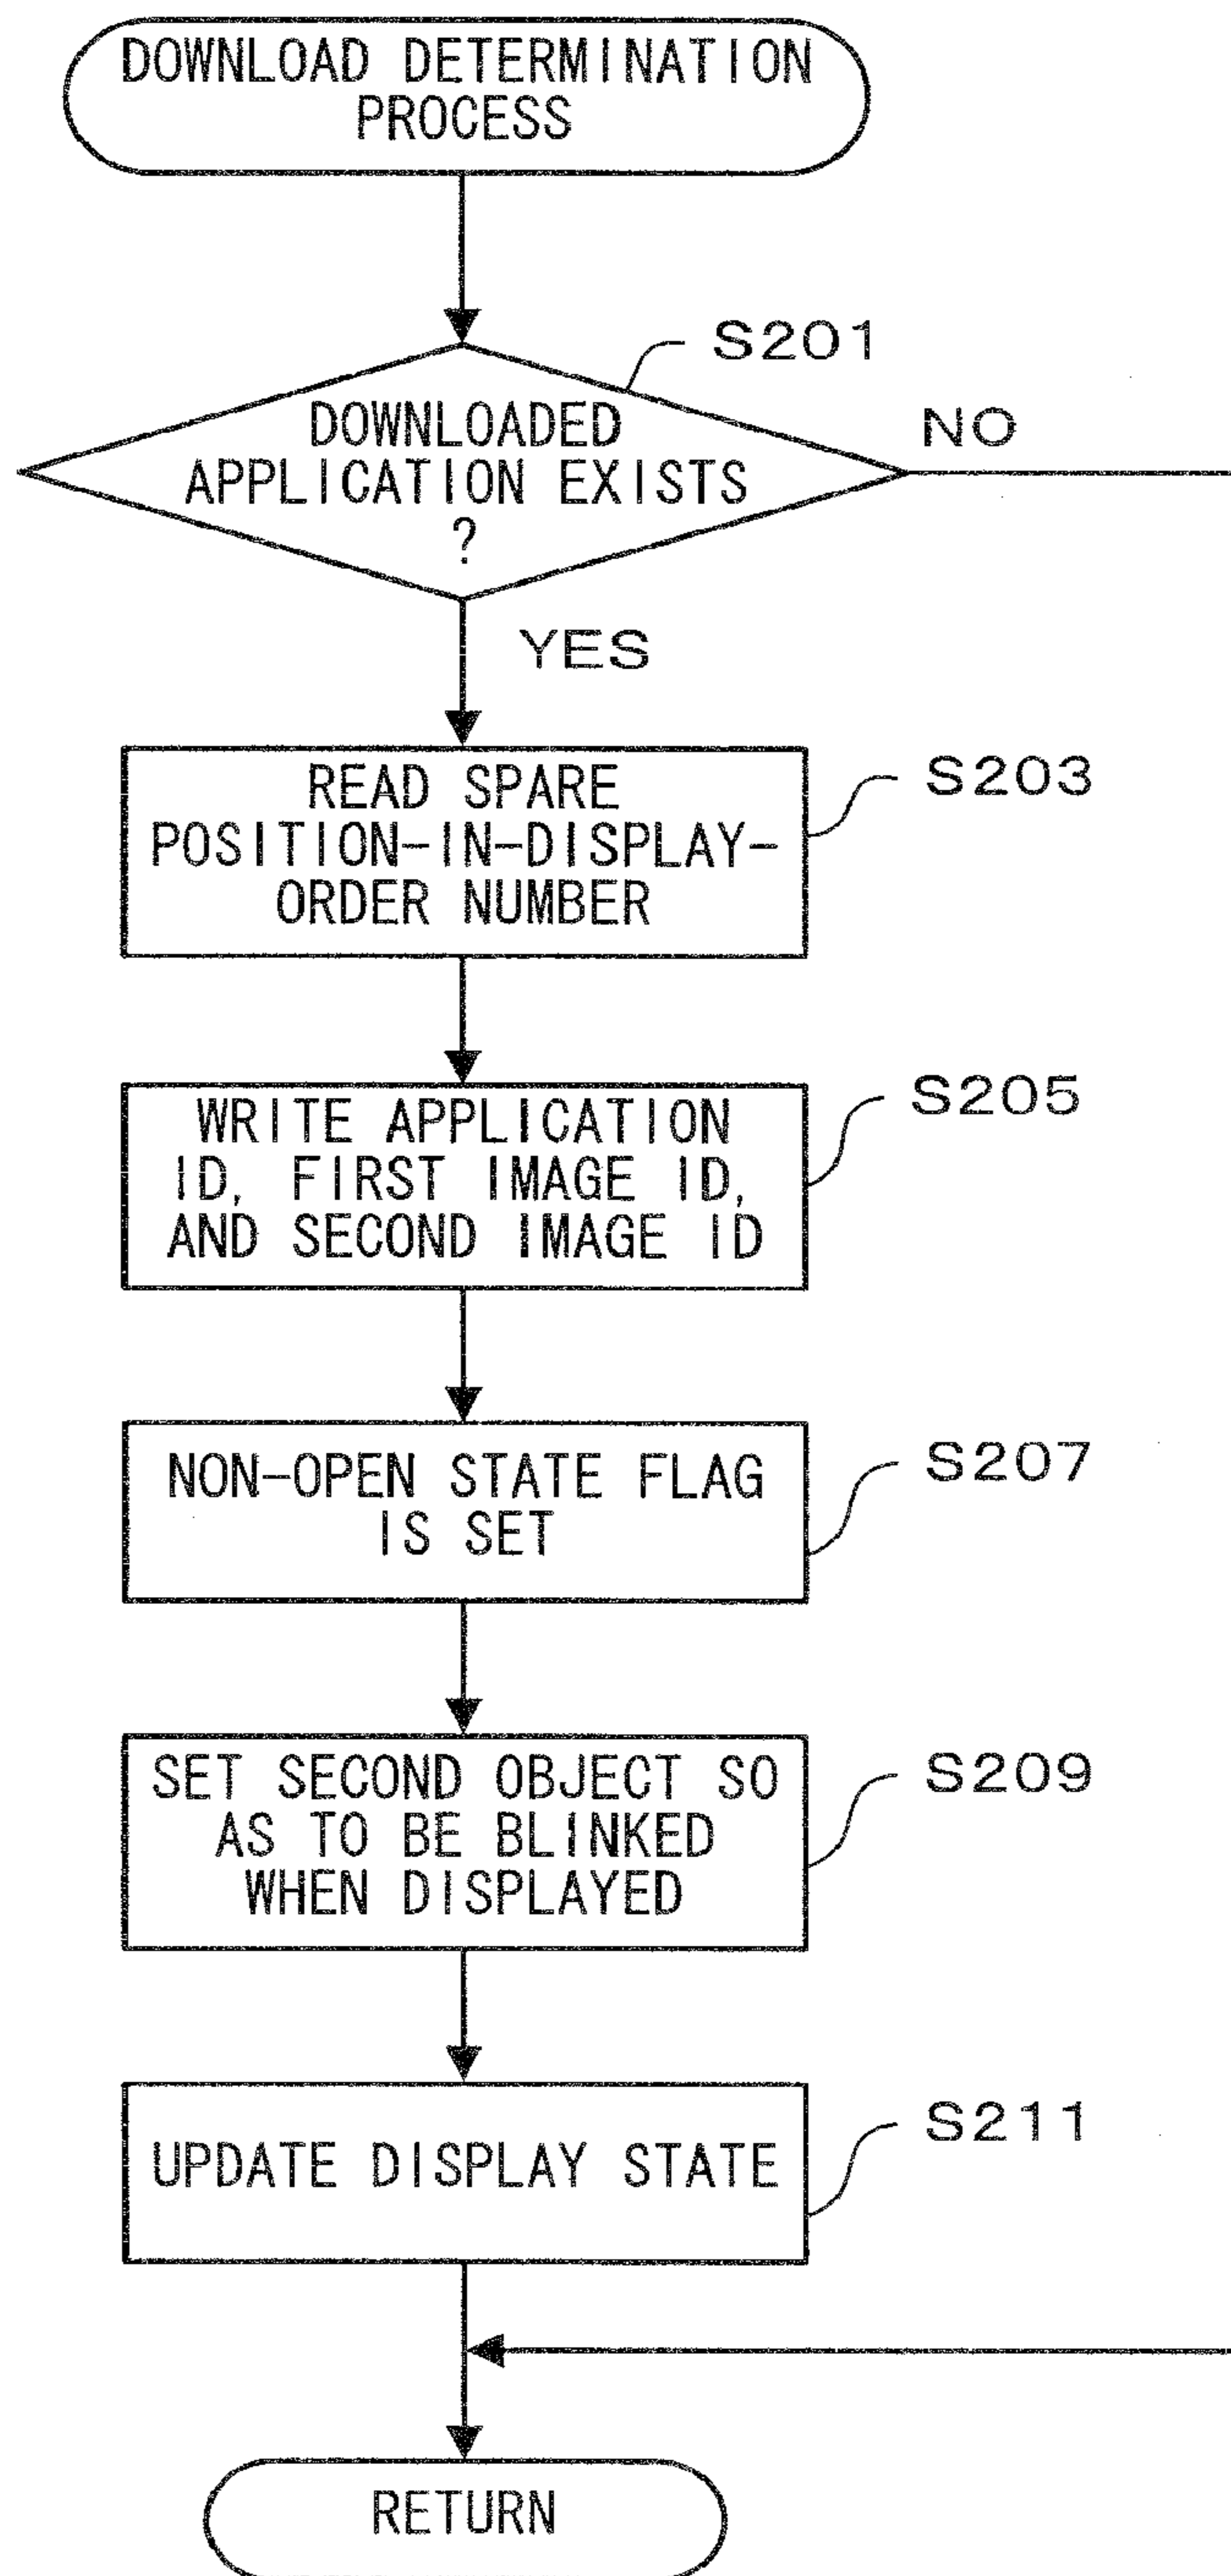 DOWNLOAD DETERMINATION
PROCESS
S201
DOWNLOADED
APPLICATION EXISTS
?
NO
YES
S203
READ SPARE
POSITION-IN-DISPLAY-
ORDER NUMBER
S205
WRITE APPLICATION
ID, FIRST IMAGE ID,
AND SECOND IMAGE ID
S207
NON-OPEN STATE FLAG
IS SET
S209
SET SECOND OBJECT SO
AS TO BE BLINKED
WHEN DISPLAYED
S211
UPDATE DISPLAY STATE
RETURN